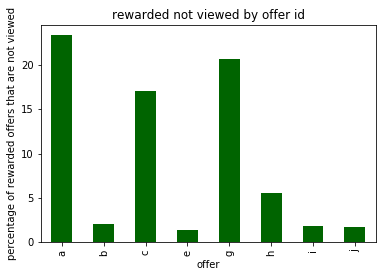 rewarded not viewed by offer id
percentage of rewarded offers that are not viewed
20
15
10
5
0
a
b
c
e
g
h
i
j
offer